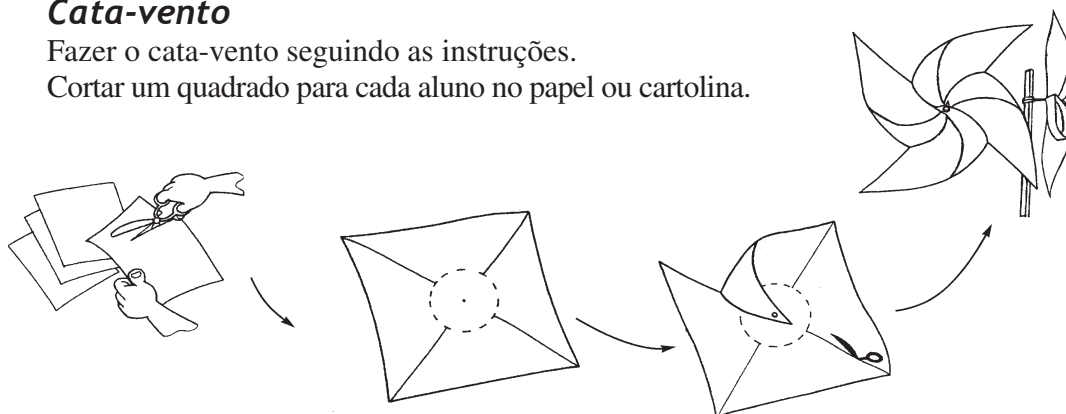 Cata-vento
Fazer o cata-vento seguindo as instruções.
Cortar um quadrado para cada aluno no papel ou cartolina.